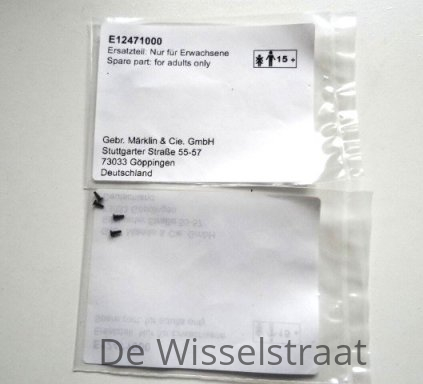 E12471000
Ersatzteil: Nur für Erwachsene
Spare part: for adults only
15 +
Gebr. Märklin & Cie. GmbH
Stuttgarter Straße 55-57
73033 Göppingen
Deutschland
De Wisselstraat